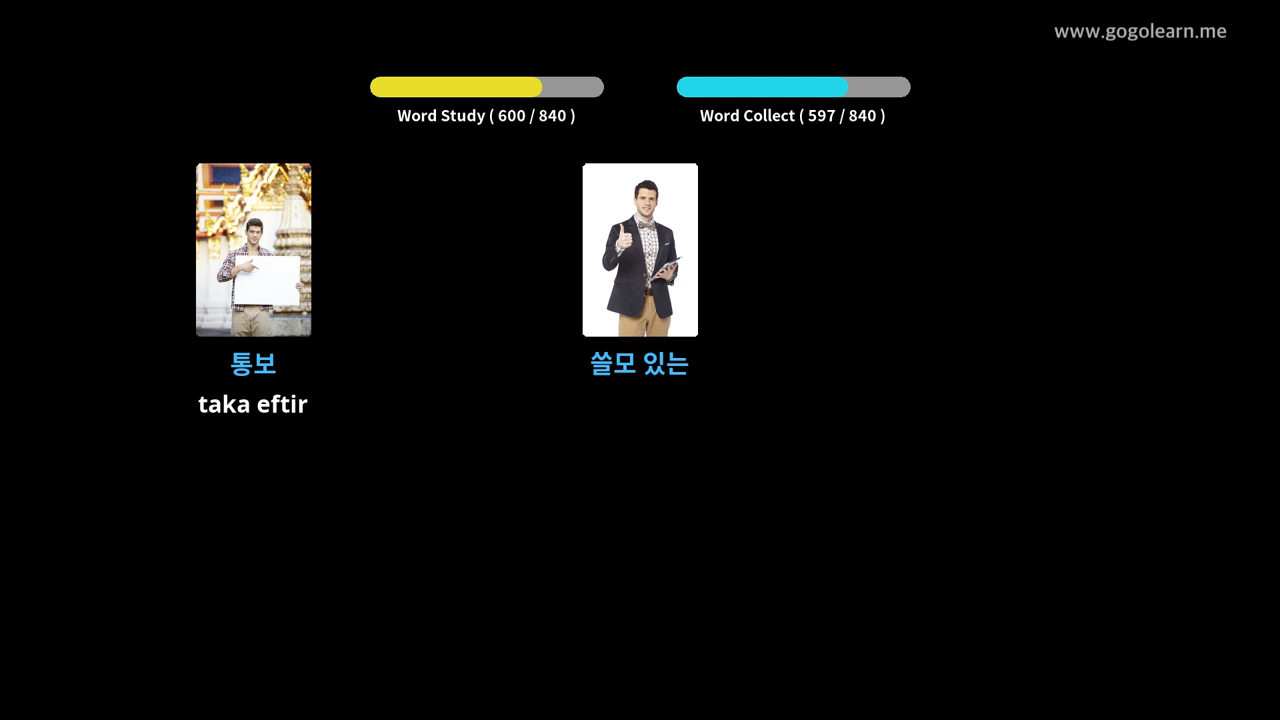 www.gogolearn.me
Word Study ( 600 / 840 )
Word Collect ( 597 / 840 )
통보
쓸모 있는
taka eftir